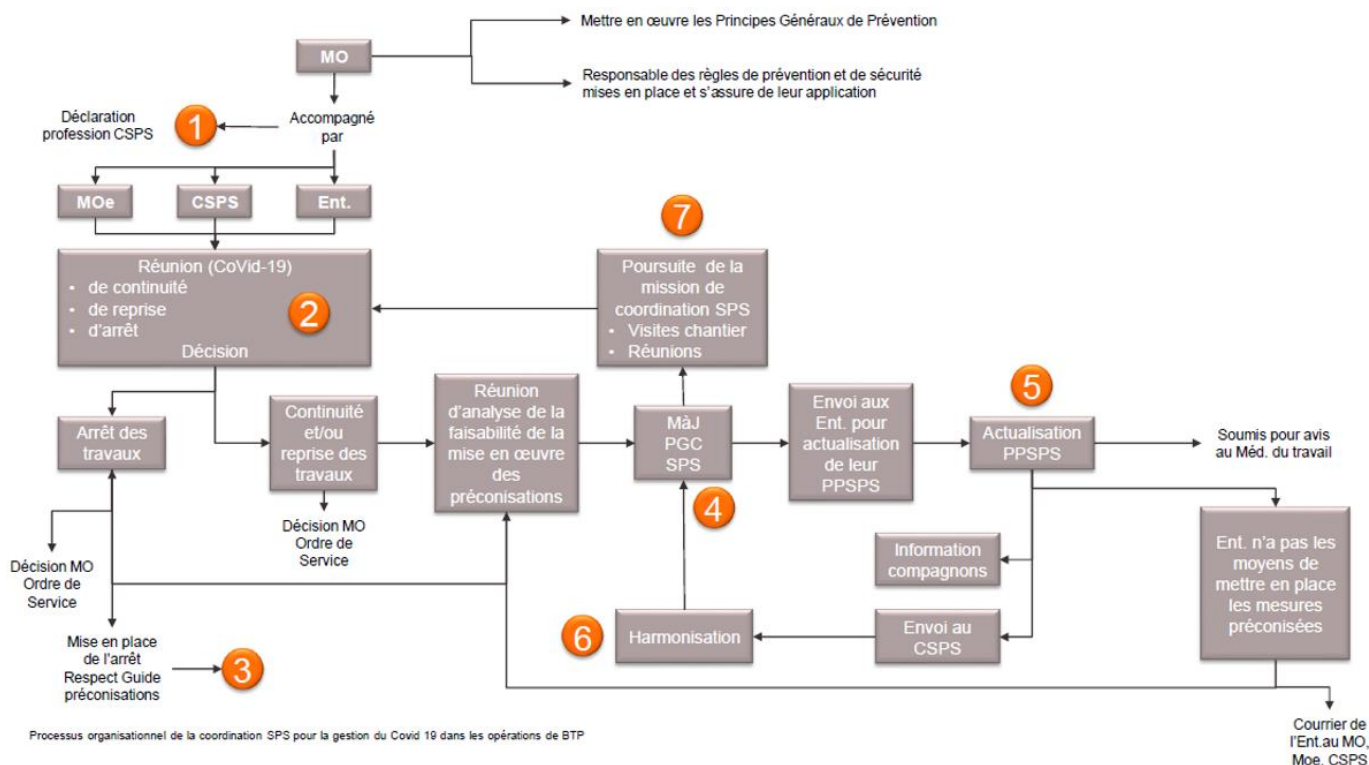 Mettre en œuvre les Principes Généraux de Prévention
MO
Responsable des règles de prévention et de sécurité
mises en place et s'assure de leur application
Déclaration
profession CSPS
1
Accompagné
par
MOe
CSPS
Ent.
Réunion (CoVid-19)
• de continuité
• de reprise
• d'arrêt
Décision
2
7
Poursuite de la
mission de
coordination SPS
• Visites chantier
• Réunions
Arrêt des
travaux
Continuité
et/ou
reprise des
travaux
Réunion
d'analyse de la
faisabilité de la
mise en œuvre
des
préconisations
MàJ
PGC
SPS
4
Envoi aux
Ent. pour
actualisation
de leur
PPSPS
5
Actualisation
PPSPS
Soumis pour avis
au Méd. du travail
Décision MO
Ordre de
Service
Décision MO
Ordre de
Service
Information
compagnons
Ent. n'a pas les
moyens de
mettre en place
les mesures
préconisées
6
Harmonisation
Envoi au
CSPS
Mise en place
de l'arrêt
Respect Guide
préconisations
3
Courrier de
l'Ent.au MO,
Moe, CSPS
Processus organisationnel de la coordination SPS pour la gestion du Covid 19 dans les opérations de BTP